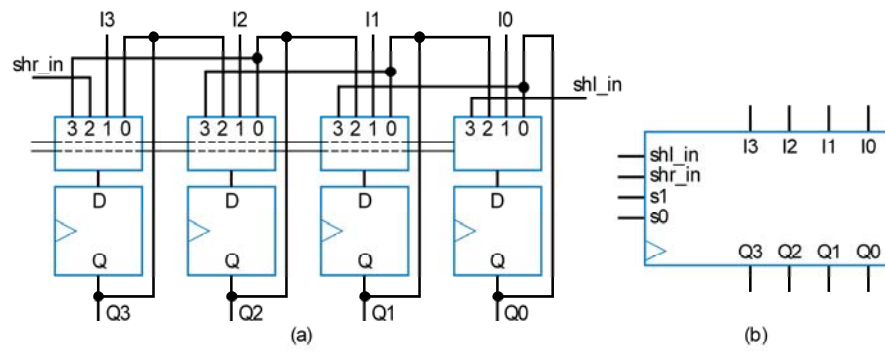 I3 I2 I1 I0
shr_in
shl_in
3 2 1 0 3 2 1 0 3 2 1 0 3 2 1 0
D D D D
Q Q Q Q
Q3 Q2 Q1 Q0
(a)
I3 I2 I1 I0
shl_in
shr_in
s1
s0
Q3 Q2 Q1 Q0
(b)